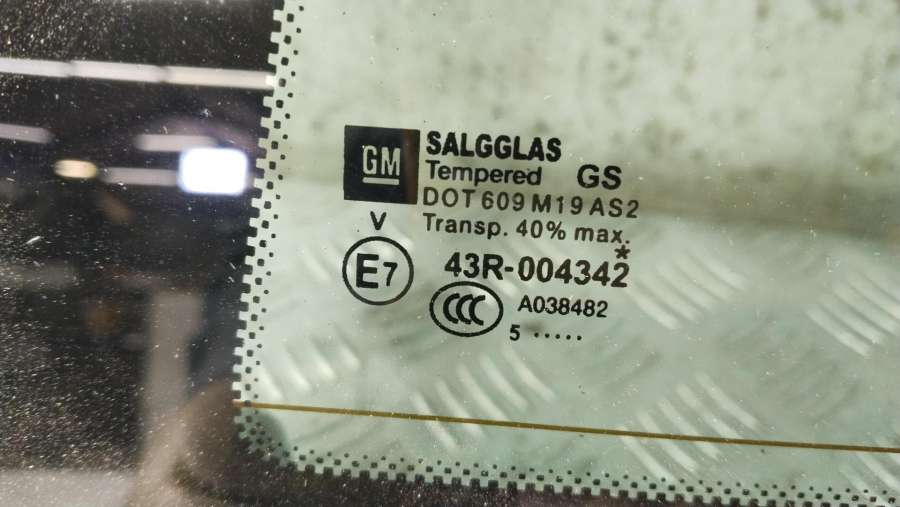 GM
SALGGLAS
Tempered GS
DOT 609 M19 AS2
Transp. 40% max.
V
*
E7 43R-004342
CCC A038482
5 .....